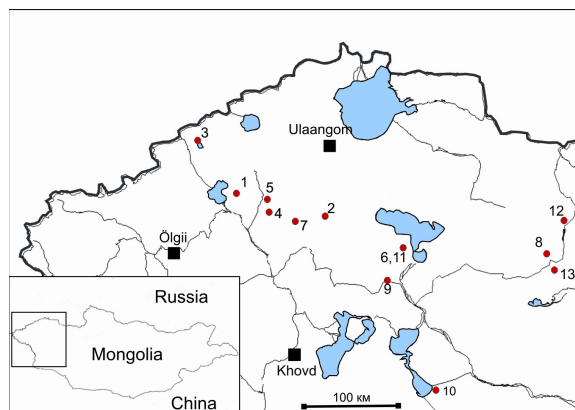 3
Ulaangom
1
5
4
7
2
12
Ölgii
6,11
8
13
9
Russia
Mongolia
Khovd
10
100 км
China